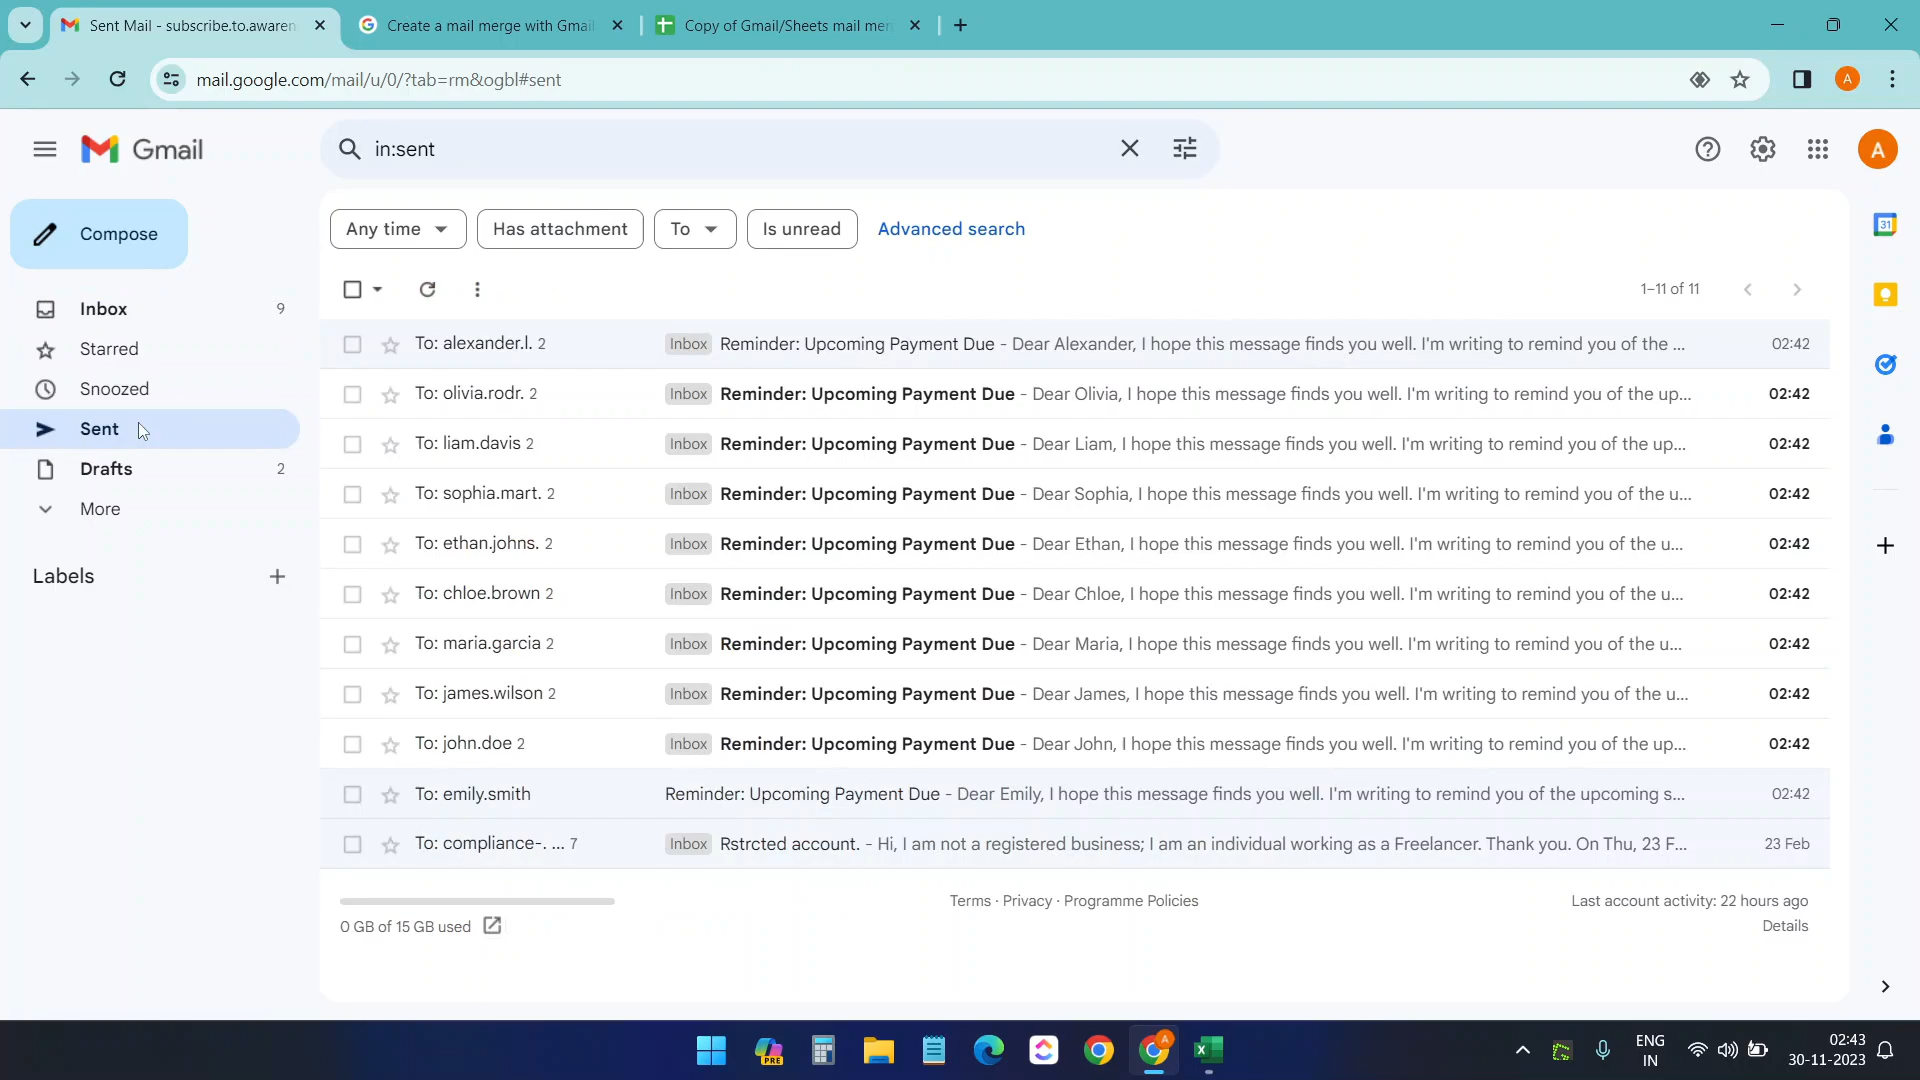 Sent Mail - subscribe.to.awaren
Create a mail merge with Gmail
Copy of Gmail/Sheets mail mer
mail.google.com/mail/u/0/?tab=rm&ogbl#sent
A
Gmail
in:sent
A
Compose
Any time
Has attachment
To
Is unread
Advanced search
31
Inbox 9
Starred
Snoozed
Sent
Drafts 2
More
Labels
1–11 of 11
To: alexander.l. 2 Inbox Reminder: Upcoming Payment Due - Dear Alexander, I hope this message finds you well. I'm writing to remind you of the ... 02:42
To: olivia.rodr. 2 Inbox Reminder: Upcoming Payment Due - Dear Olivia, I hope this message finds you well. I'm writing to remind you of the up... 02:42
To: liam.davis 2 Inbox Reminder: Upcoming Payment Due - Dear Liam, I hope this message finds you well. I'm writing to remind you of the up... 02:42
To: sophia.mart. 2 Inbox Reminder: Upcoming Payment Due - Dear Sophia, I hope this message finds you well. I'm writing to remind you of the u... 02:42
To: ethan.johns. 2 Inbox Reminder: Upcoming Payment Due - Dear Ethan, I hope this message finds you well. I'm writing to remind you of the u... 02:42
To: chloe.brown 2 Inbox Reminder: Upcoming Payment Due - Dear Chloe, I hope this message finds you well. I'm writing to remind you of the u... 02:42
To: maria.garcia 2 Inbox Reminder: Upcoming Payment Due - Dear Maria, I hope this message finds you well. I'm writing to remind you of the u... 02:42
To: james.wilson 2 Inbox Reminder: Upcoming Payment Due - Dear James, I hope this message finds you well. I'm writing to remind you of the u... 02:42
To: john.doe 2 Inbox Reminder: Upcoming Payment Due - Dear John, I hope this message finds you well. I'm writing to remind you of the up... 02:42
To: emily.smith Reminder: Upcoming Payment Due - Dear Emily, I hope this message finds you well. I'm writing to remind you of the upcoming s... 02:42
To: compliance-. ... 7 Inbox Rstrcted account. - Hi, I am not a registered business; I am an individual working as a Freelancer. Thank you. On Thu, 23 F... 23 Feb
0 GB of 15 GB used
Terms · Privacy · Programme Policies
Last account activity: 22 hours ago
Details
PRE
A
ENG
IN
02:43
30-11-2023